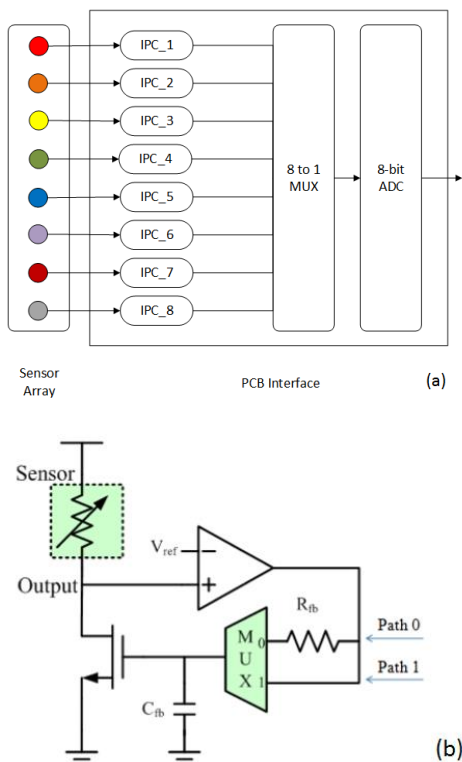 IPC_1
IPC_2
IPC_3
IPC_4
IPC_5
IPC_6
IPC_7
IPC_8
8 to 1
MUX
8-bit
ADC
Sensor
Array
PCB Interface
(a)
Sensor
Vref
−
+
Output
Rfb
M 0
U
X 1
Path 0
Path 1
Cfb
(b)